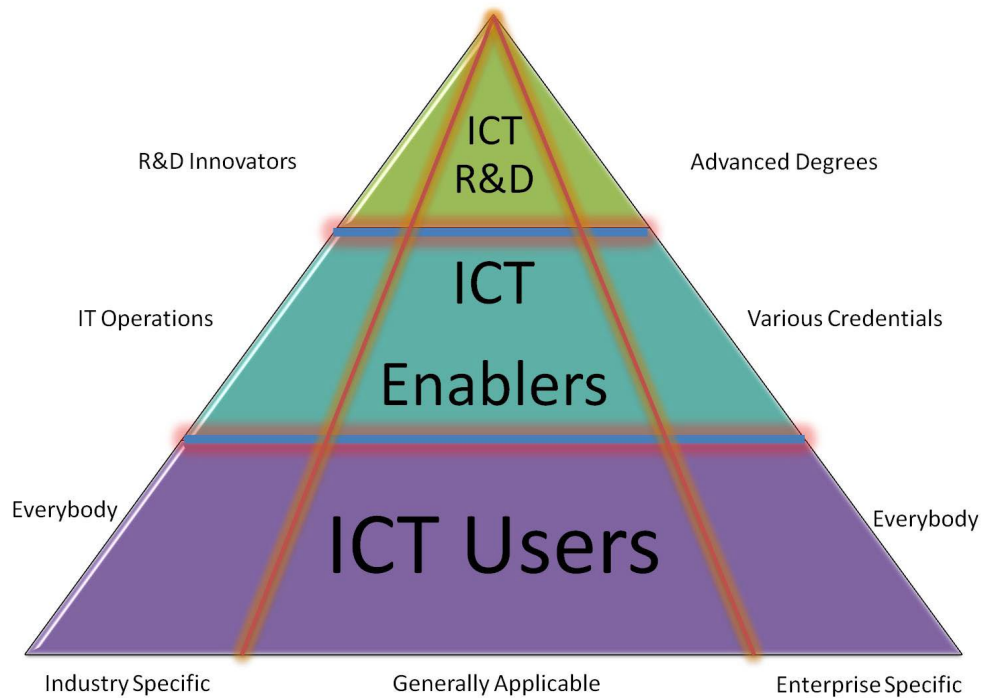 ICT
R&D
R&D Innovators
Advanced Degrees
ICT
Enablers
IT Operations
Various Credentials
Everybody
ICT Users
Everybody
Industry Specific
Generally Applicable
Enterprise Specific